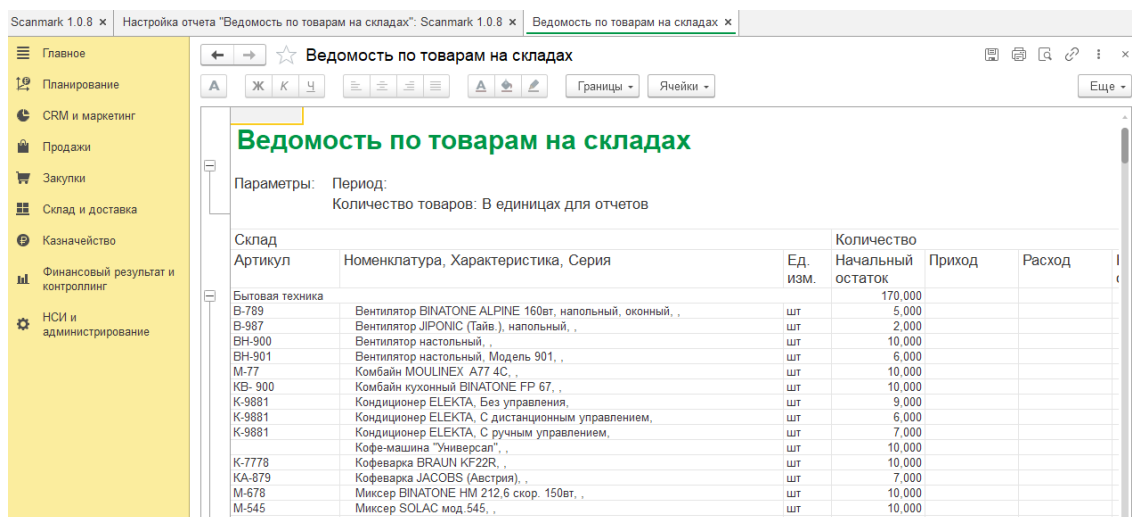 Scanmark 1.0.8 × Настройка отчета "Ведомость по товарам на складах": Scanmark 1.0.8 × Ведомость по товарам на складах ×
Главное
Планирование
CRM и маркетинг
Продажи
Закупки
Склад и доставка
Казначейство
Финансовый результат и
контроллинг
НСИ и
администрирование
Ведомость по товарам на складах
А Ж К Ч А Границы Ячейки Еще
Ведомость по товарам на складах
Параметры: Период:
Количество товаров: В единицах для отчетов
Склад Количество
Артикул Номенклатура, Характеристика, Серия Ед. Начальный Приход Расход
изм. остаток
Бытовая техника 170,000
В-789 Вентилятор BINATONE ALPINE 160вт, напольный, оконный, , шт 5,000
В-987 Вентилятор JIPONIC (Тайв.), напольный, , шт 2,000
ВН-900 Вентилятор настольный, , шт 10,000
ВН-901 Вентилятор настольный, Модель 901, , шт 6,000
М-77 Комбайн MOULINEX A77 4C, , шт 10,000
КВ- 900 Комбайн кухонный BINATONE FP 67, , шт 10,000
К-9881 Кондиционер ELEKTA, Без управления, шт 9,000
К-9881 Кондиционер ELEKTA, С дистанционным управлением, шт 6,000
К-9881 Кондиционер ELEKTA, С ручным управлением, шт 7,000
Кофе-машина "Универсал", , шт 10,000
К-7778 Кофеварка BRAUN KF22R, , шт 10,000
КА-879 Кофеварка JACOBS (Австрия), , шт 7,000
М-678 Миксер BINATONE HM 212,6 скор. 150вт, , шт 10,000
М-545 Миксер SOLAC мод.545, , шт 10,000